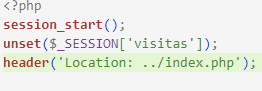 <?php
session_start();
unset($_SESSION['visitas']);
header('Location: ../index.php');